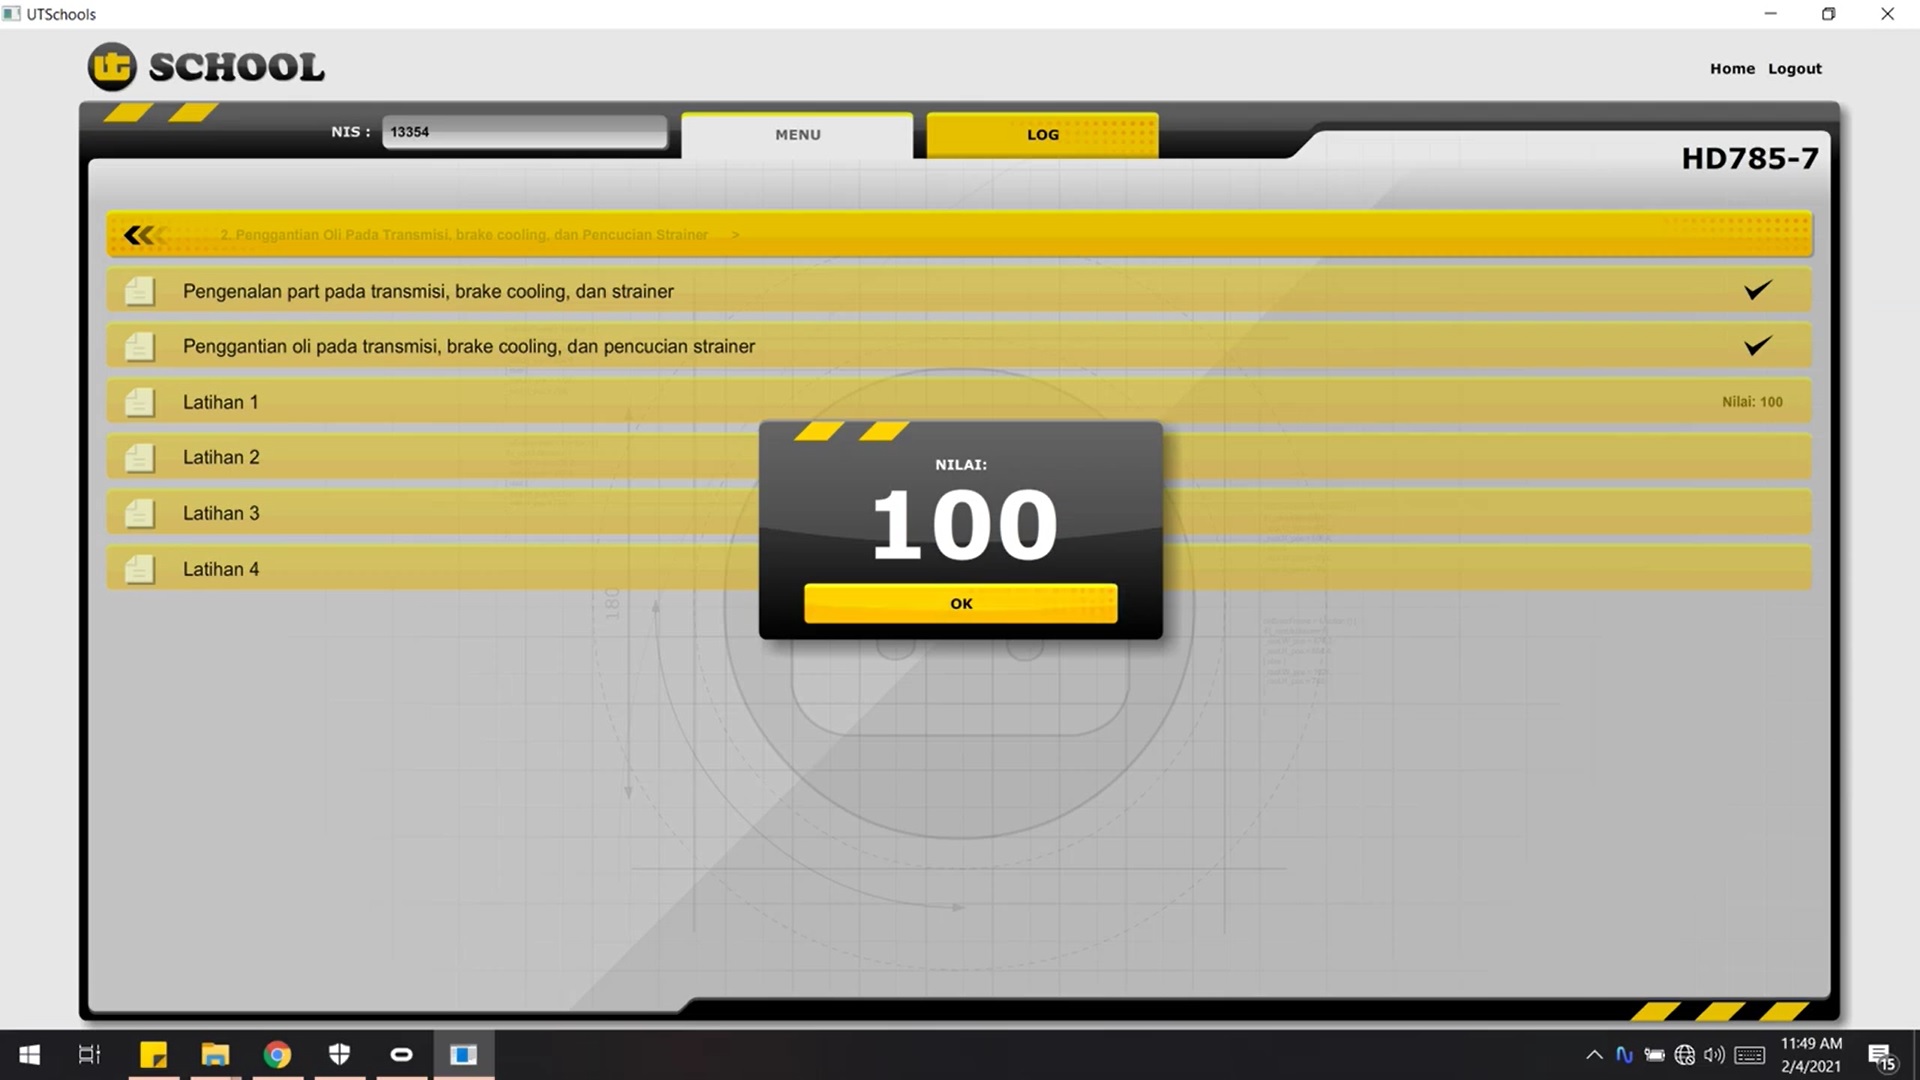 UTSchools
ut SCHOOL
Home Logout
NIS : 13354
MENU
LOG
HD785-7
2. Penggantian Oli Pada Transmisi. brake cooling, dan Pencucian Strainer >
Pengenalan part pada transmisi, brake cooling, dan strainer
Penggantian oli pada transmisi, brake cooling, dan pencucian strainer
Latihan 1
Nilai: 100
Latihan 2
Latihan 3
Latihan 4
NILAI:
100
OK
180
11:49 AM
2/4/2021
15